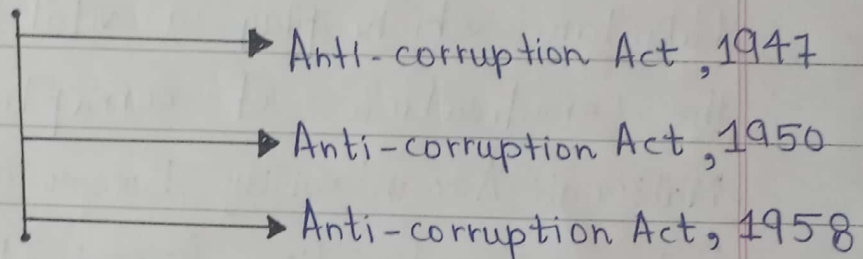 Anti-corruption Act, 1947
Anti-corruption Act, 1950
Anti-corruption Act, 1958